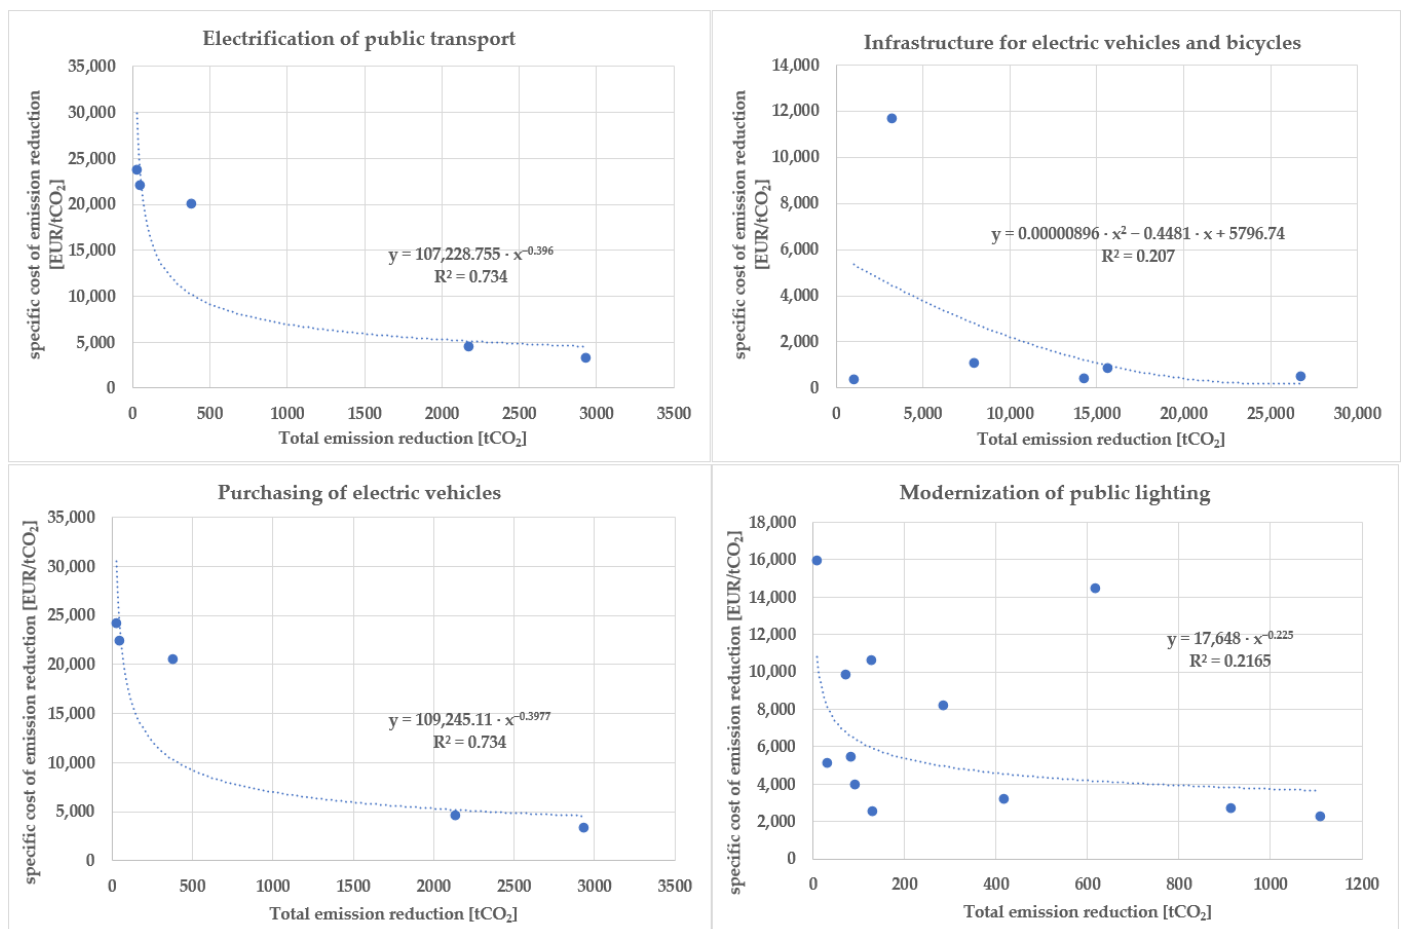 Electrification of public transport
specific cost of emission reduction
[EUR/tCO₂]
35,000
30,000
25,000
20,000
15,000
10,000
5,000
0
y = 107,228.755 · x⁻⁰·³⁹⁶
R² = 0.734
0 500 1000 1500 2000 2500 3000 3500
Total emission reduction [tCO₂]
Infrastructure for electric vehicles and bicycles
specific cost of emission reduction
[EUR/tCO₂]
14,000
12,000
10,000
8,000
6,000
4,000
2,000
0
y = 0.00000896 · x² − 0.4481 · x + 5796.74
R² = 0.207
0 5,000 10,000 15,000 20,000 25,000 30,000
Total emission reduction [tCO₂]
Purchasing of electric vehicles
specific cost of emission reduction [EUR/tCO₂]
35,000
30,000
25,000
20,000
15,000
10,000
5,000
0
y = 109,245.11 · x⁻⁰·³⁹⁷⁷
R² = 0.734
0 500 1000 1500 2000 2500 3000 3500
Total emission reduction [tCO₂]
Modernization of public lighting
specific cost of emission reduction [EUR/tCO₂]
18,000
16,000
14,000
12,000
10,000
8,000
6,000
4,000
2,000
0
y = 17,648 · x⁻⁰·²²⁵
R² = 0.2165
0 200 400 600 800 1000 1200
Total emission reduction [tCO₂]